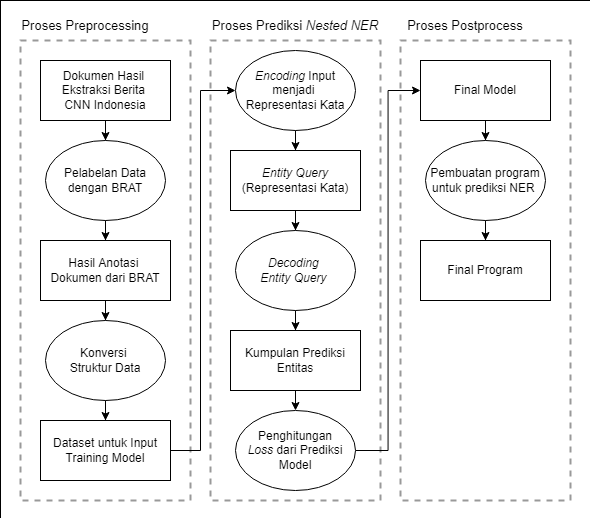 Proses Preprocessing
Dokumen Hasil
Ekstraksi Berita
CNN Indonesia
Pelabelan Data
dengan BRAT
Hasil Anotasi
Dokumen dari BRAT
Konversi
Struktur Data
Dataset untuk Input
Training Model
Proses Prediksi Nested NER
Encoding Input
menjadi
Representasi Kata
Entity Query
(Representasi Kata)
Decoding
Entity Query
Kumpulan Prediksi
Entitas
Penghitungan
Loss dari Prediksi
Model
Proses Postprocess
Final Model
Pembuatan program
untuk prediksi NER
Final Program